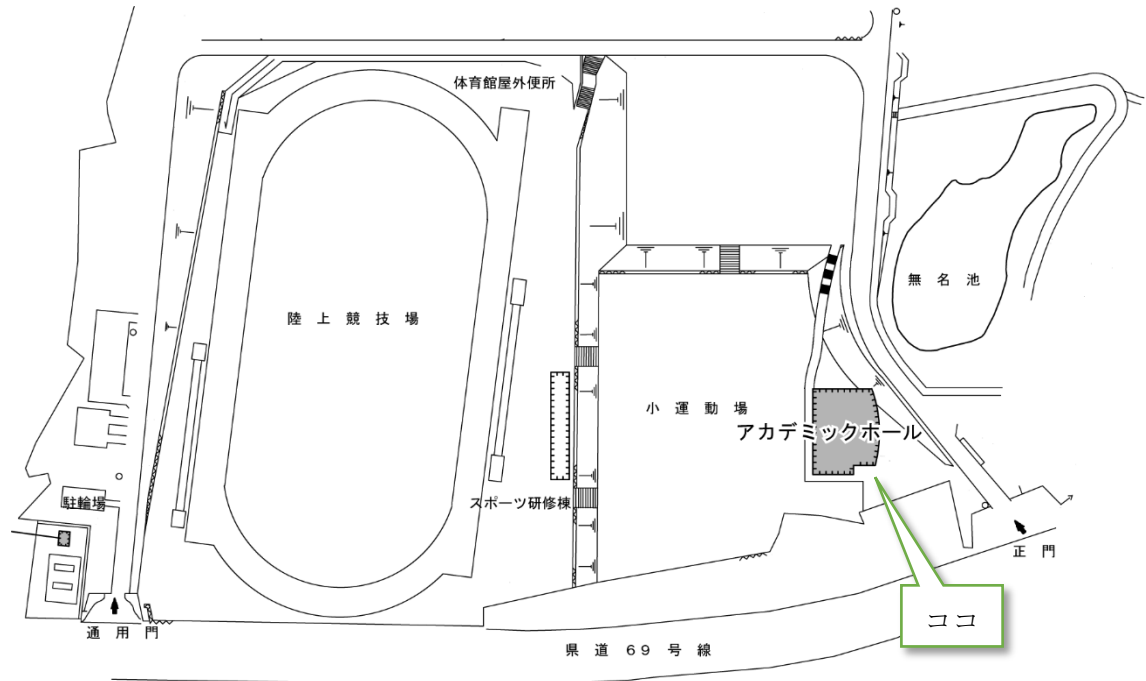 体育館屋外便所
無名池
陸上競技場
小運動場
アカデミックホール
スポーツ研修棟
駐輪場
正門
通用門
ココ
県道69号線